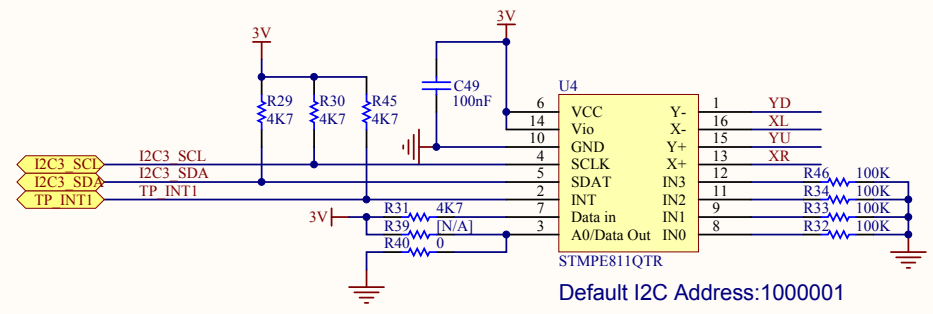 3V
3V
R29
4K7
R30
4K7
R45
4K7
C49
100nF
U4
6 VCC Y- 1 YD
14 Vio X- 16 XL
10 GND Y+ 15 YU
I2C3_SCL I2C3_SCL 4 SCLK X+ 13 XR
I2C3_SDA I2C3_SDA 5 SDAT IN3 12 R46 100K
TP_INT1 TP_INT1 2 INT IN2 11 R34 100K
3V R31 4K7 7 Data in IN1 9 R33 100K
R39 [N/A] 3 A0/Data Out IN0 8 R32 100K
R40 0
STMPE811QTR
Default I2C Address:1000001